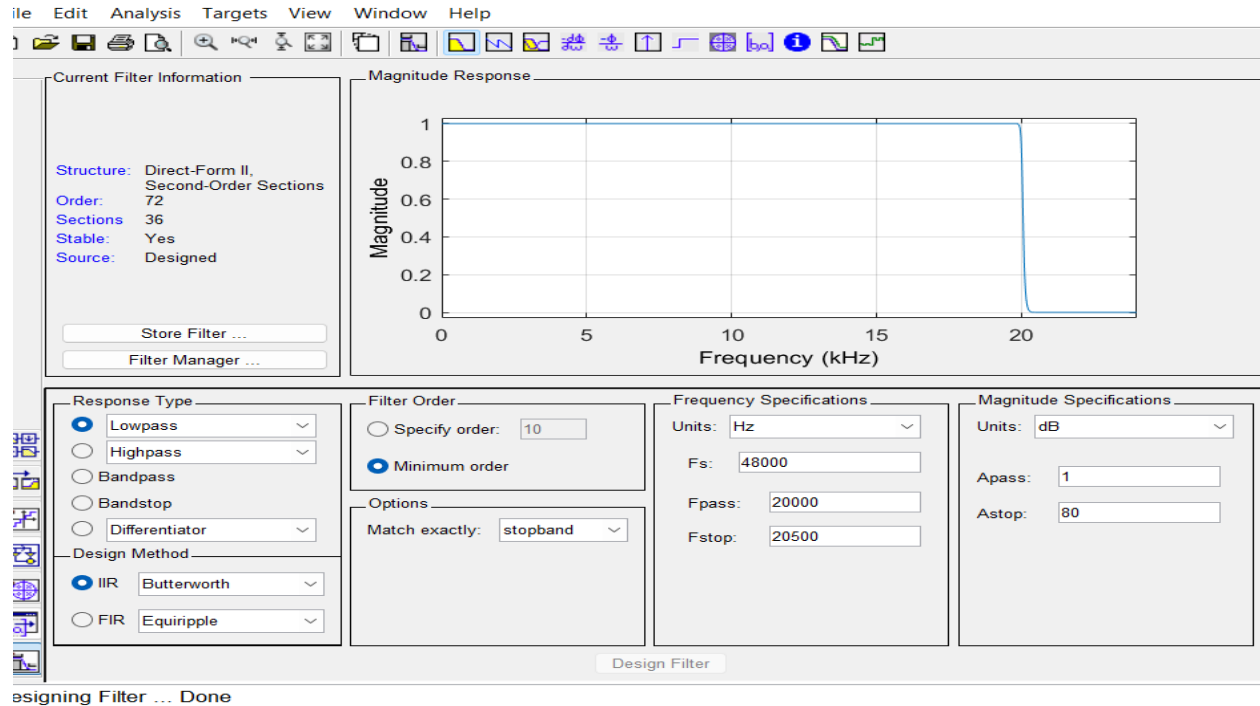 ile Edit Analysis Targets View Window Help
Current Filter Information
Structure: Direct-Form II,
Second-Order Sections
Order: 72
Sections 36
Stable: Yes
Source: Designed
Store Filter ...
Filter Manager ...
Magnitude Response
Magnitude
1
0.8
0.6
0.4
0.2
0
0 5 10 15 20
Frequency (kHz)
Response Type
Lowpass
Highpass
Bandpass
Bandstop
Differentiator
Design Method
IIR Butterworth
FIR Equiripple
Filter Order
Specify order: 10
Minimum order
Options
Match exactly: stopband
Frequency Specifications
Units: Hz
Fs: 48000
Fpass: 20000
Fstop: 20500
Magnitude Specifications
Units: dB
Apass: 1
Astop: 80
Design Filter
esigning Filter ... Done